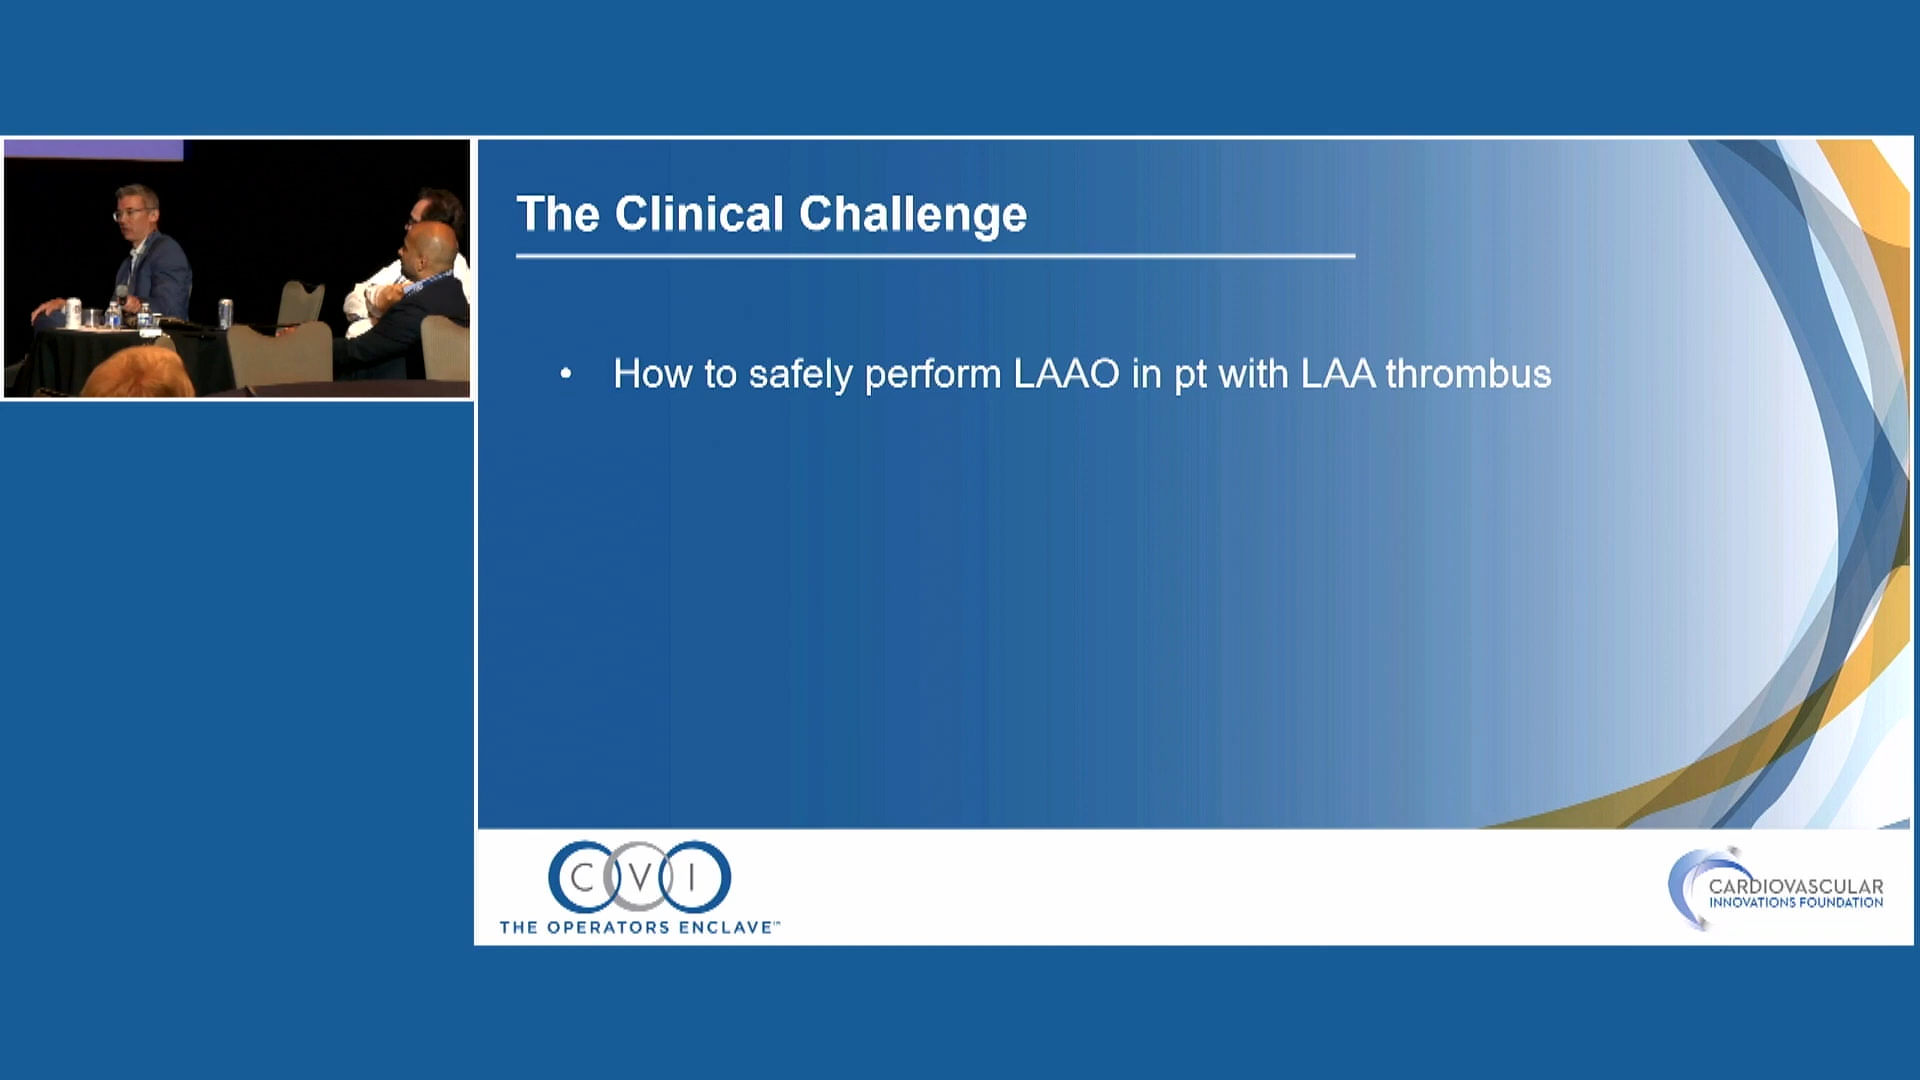 The Clinical Challenge
• How to safely perform LAAO in pt with LAA thrombus
C V I
THE OPERATORS ENCLAVE™
CARDIOVASCULAR
INNOVATIONS FOUNDATION